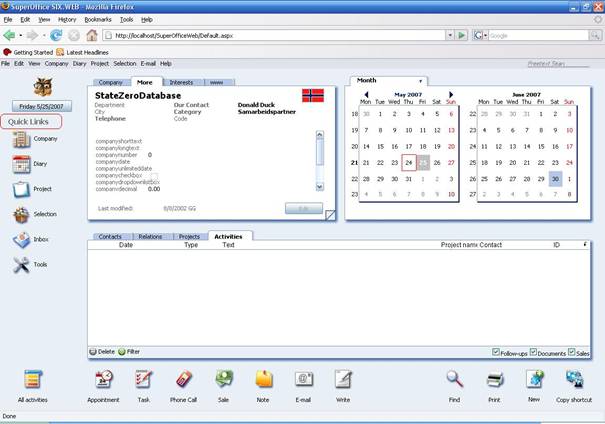 SuperOffice SIX.WEB - Mozilla Firefox
File Edit View History Bookmarks Tools Help
http://localhost/SuperOfficeWeb/Default.aspx
Google
Getting Started Latest Headlines
File Edit View Company Diary Project Selection E-mail Help
Friday 5/25/2007
Quick Links
Company
Diary
Project
Selection
Inbox
Tools
Company More Interests www
StateZeroDatabase
Department Our Contact Donald Duck
City Category Samarbeidspartner
Telephone Code
companyshorttext
companylongtext
companynumber 0
companydate
companyunlimiteddate
companycheckbox
companydropdownlistbox
companydecimal 0.00
Last modified: 8/8/2002 GG
Edit
Month
May 2007
Mon Tue Wed Thu Fri Sat Sun
18 30 1 2 3 4 5 6
19 7 8 9 10 11 12 13
20 14 15 16 17 18 19 20
21 21 22 23 24 25 26 27
22 28 29 30 31 1 2 3
23 4 5 6 7 8 9 10
June 2007
Mon Tue Wed Thu Fri Sat Sun
22 28 29 30 31 1 2 3
23 4 5 6 7 8 9 10
24 11 12 13 14 15 16 17
25 18 19 20 21 22 23 24
26 25 26 27 28 29 30 1
27 2 3 4 5 6 7 8
Contacts Relations Projects Activities
Date Type Text Project name Contact ID
Delete Filter
Follow-ups Documents Sales
All activities
Appointment
Task
Phone Call
Sale
Note
E-mail
Write
Find
Print
New
Copy shortcut
Done